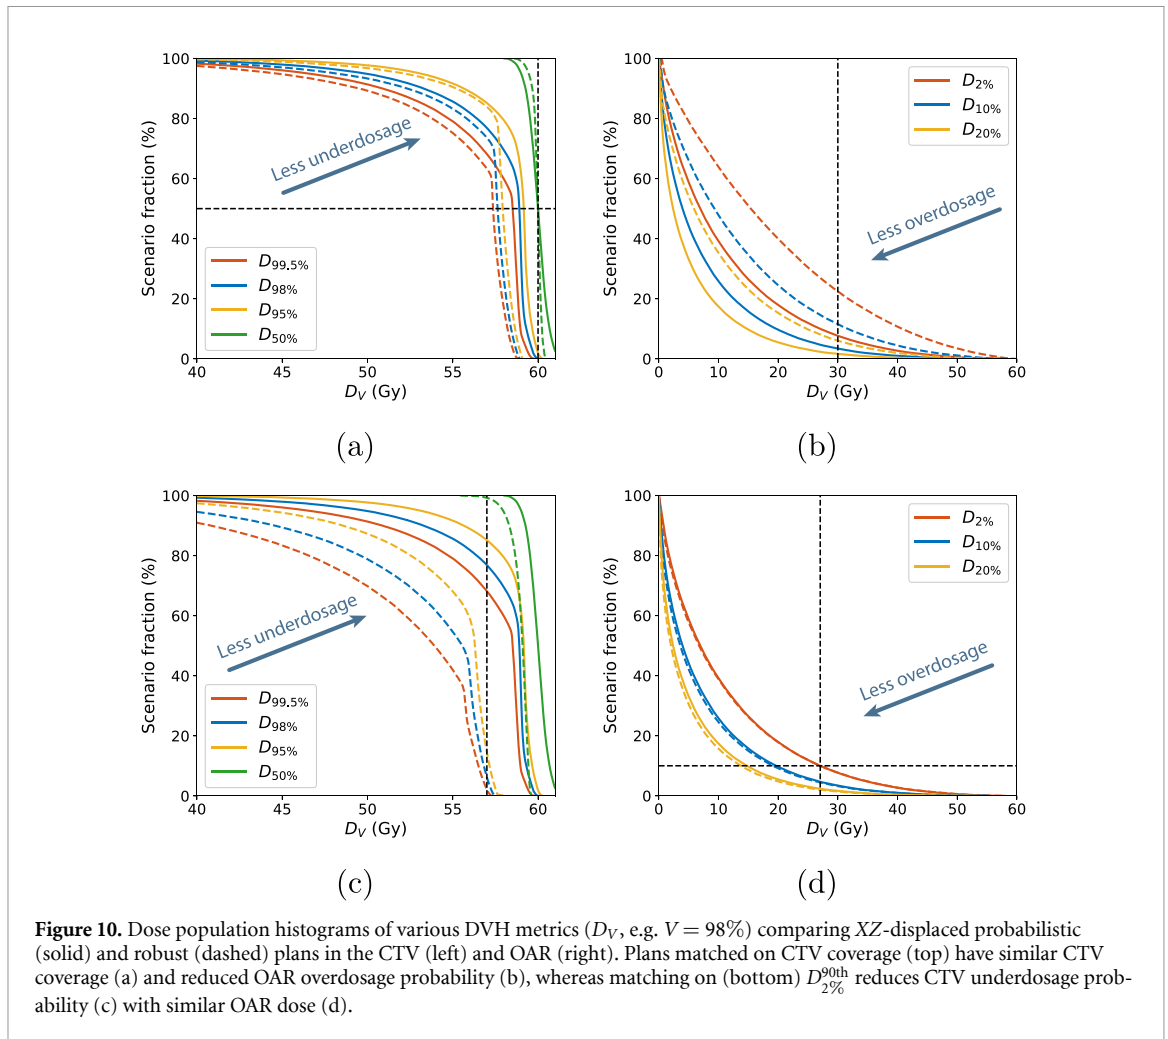 100
80
60
40
20
0
Scenario fraction (%)
Less underdosage
D99.5%
D98%
D95%
D50%
40 45 50 55 60
DV (Gy)
(a)
100
80
60
40
20
0
Scenario fraction (%)
D2%
D10%
D20%
Less overdosage
0 10 20 30 40 50 60
DV (Gy)
(b)
100
80
60
40
20
0
Scenario fraction (%)
Less underdosage
D99.5%
D98%
D95%
D50%
40 45 50 55 60
DV (Gy)
(c)
100
80
60
40
20
0
Scenario fraction (%)
D2%
D10%
D20%
Less overdosage
0 10 20 30 40 50 60
DV (Gy)
(d)
Figure 10. Dose population histograms of various DVH metrics (DV, e.g. V = 98%) comparing XZ-displaced probabilistic
(solid) and robust (dashed) plans in the CTV (left) and OAR (right). Plans matched on CTV coverage (top) have similar CTV
coverage (a) and reduced OAR overdosage probability (b), whereas matching on (bottom) D2%90th reduces CTV underdosage prob-
ability (c) with similar OAR dose (d).